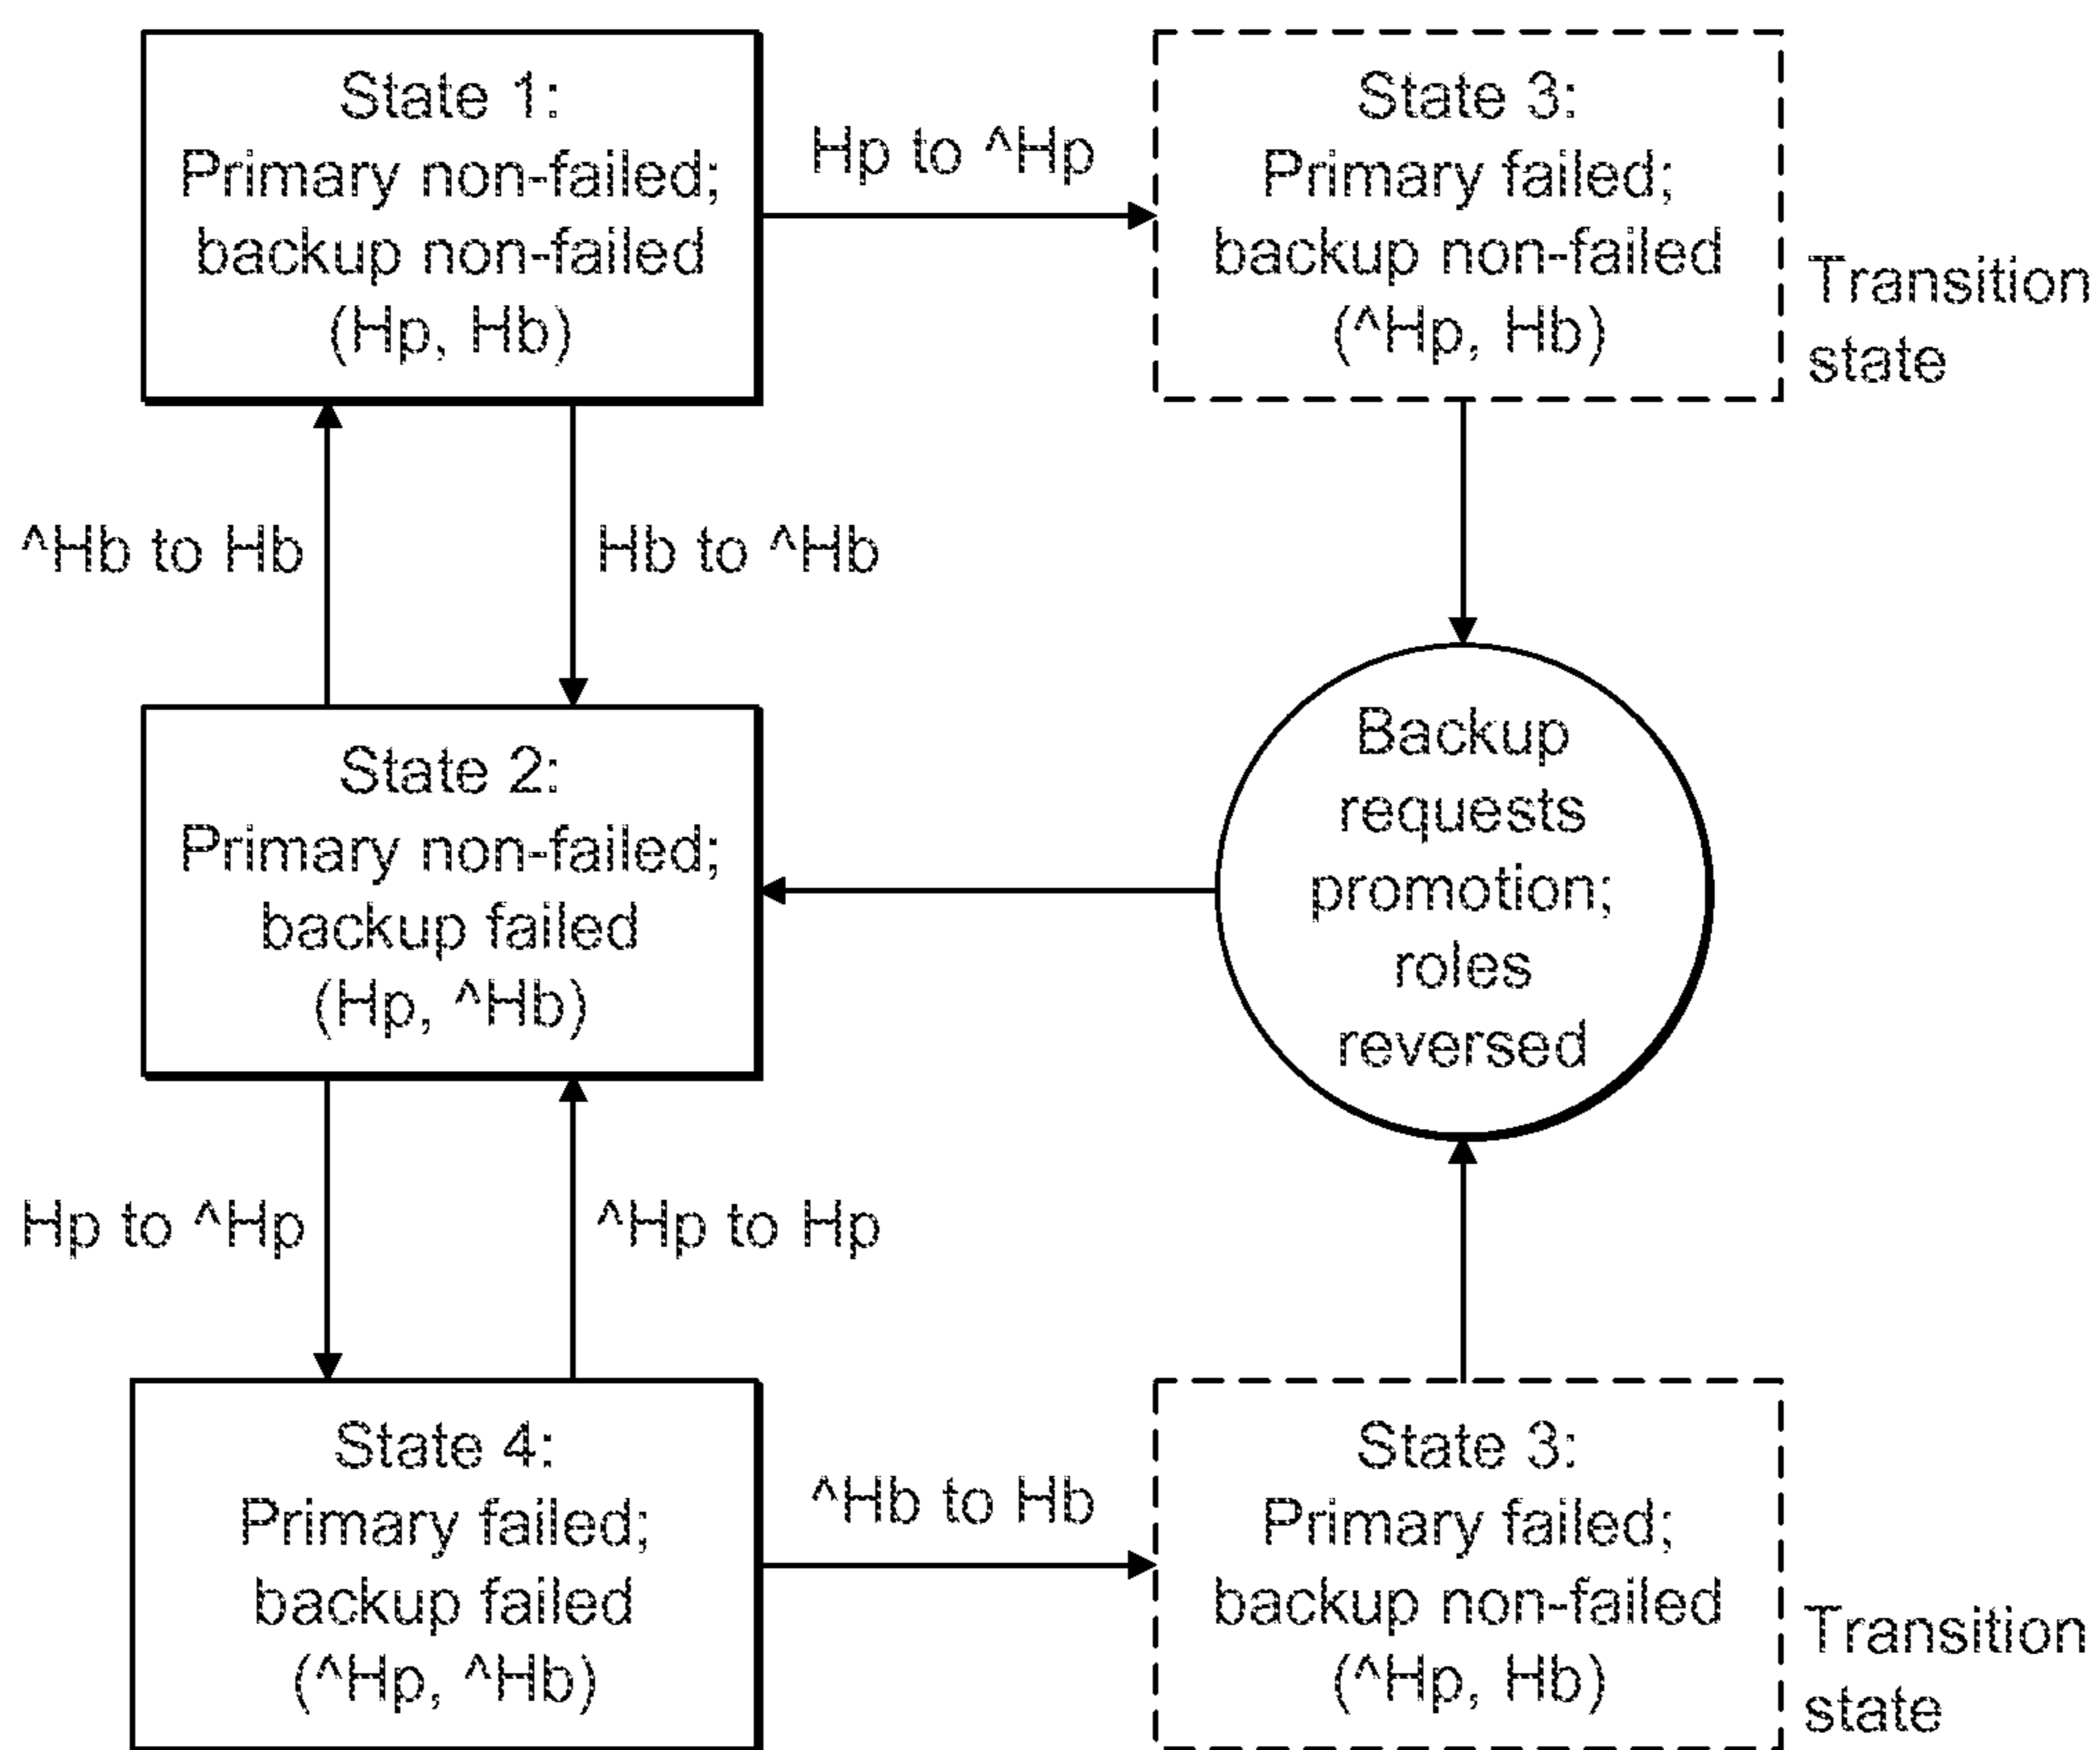 State 1:
Primary non-failed;
backup non-failed
(Hp, Hb)
Hp to ^Hp
State 3:
Primary failed;
backup non-failed
(^Hp, Hb)
Transition
state
^Hb to Hb
Hb to ^Hb
State 2:
Primary non-failed;
backup failed
(Hp, ^Hb)
Backup
requests
promotion;
roles
reversed
Hp to ^Hp
^Hp to Hp
State 4:
Primary failed;
backup failed
(^Hp, ^Hb)
^Hb to Hb
State 3:
Primary failed;
backup non-failed
(^Hp, Hb)
Transition
state